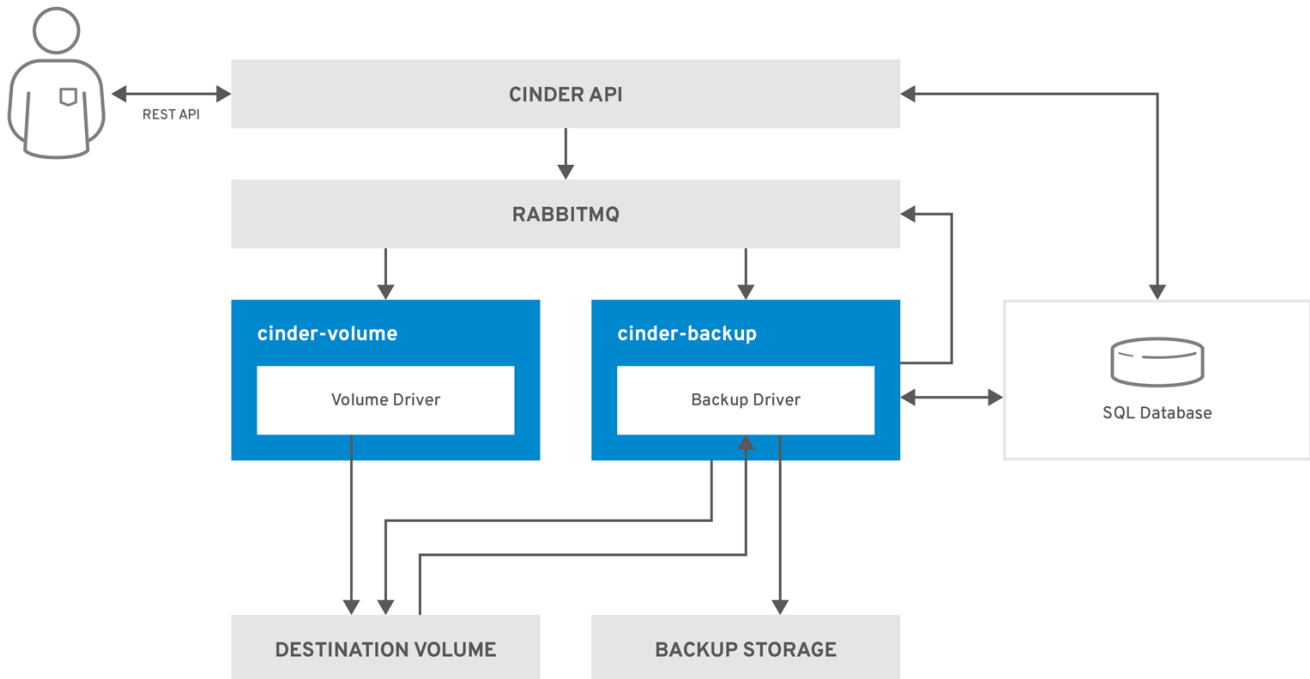 CINDER API
REST API
RABBITMQ
cinder-volume
cinder-backup
Volume Driver
Backup Driver
SQL Database
DESTINATION VOLUME
BACKUP STORAGE